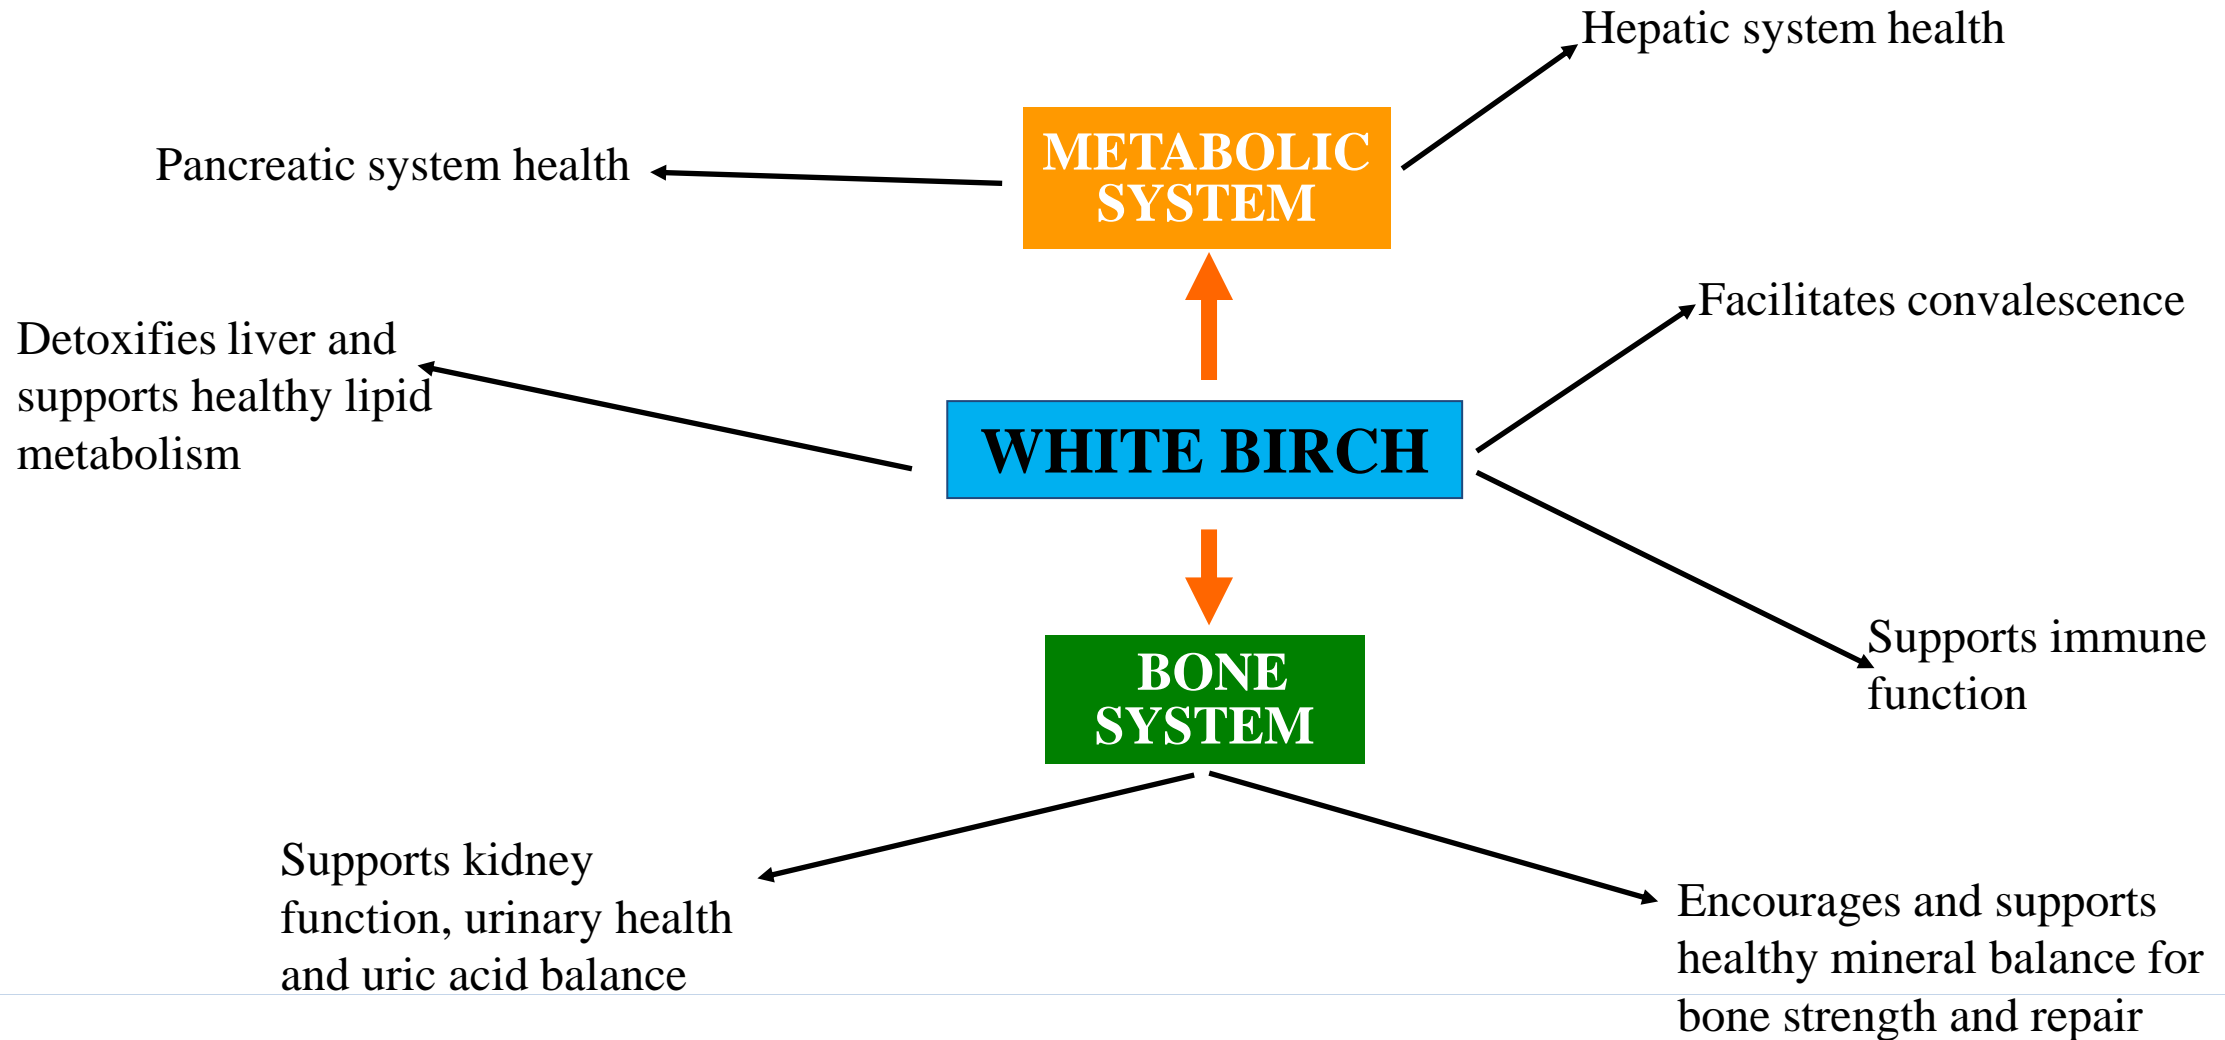 Hepatic system health
METABOLIC
SYSTEM
Pancreatic system health
Facilitates convalescence
Detoxifies liver and
supports healthy lipid
metabolism
WHITE BIRCH
Supports immune
function
BONE
SYSTEM
Supports kidney
function, urinary health
and uric acid balance
Encourages and supports
healthy mineral balance for
bone strength and repair